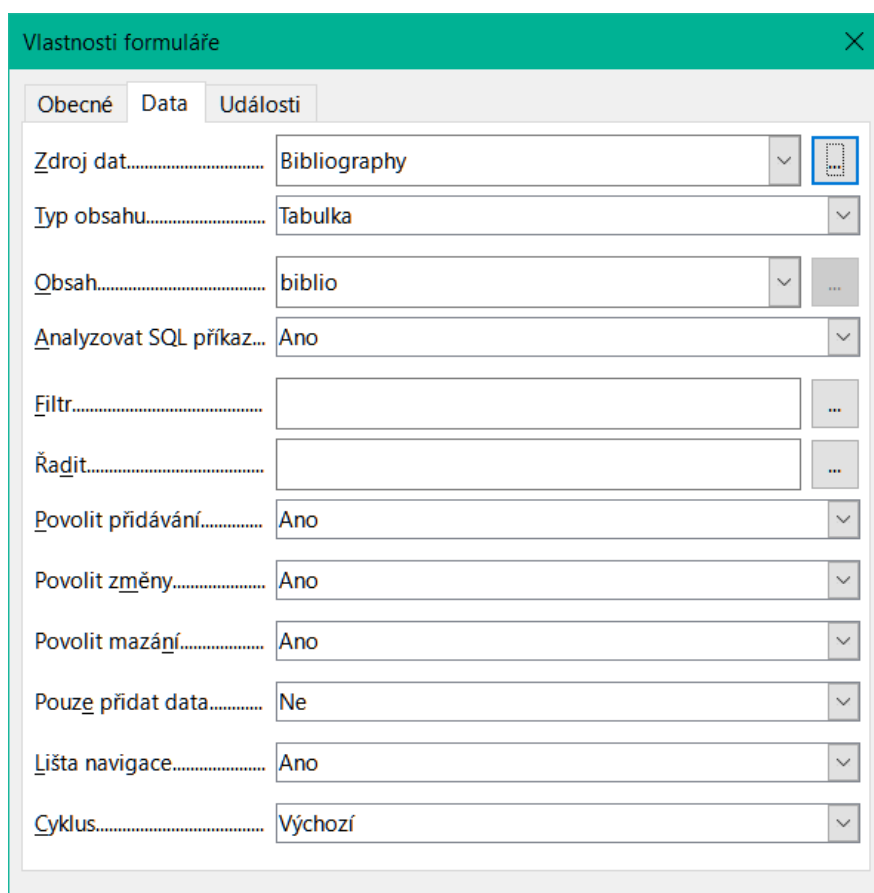 Vlastnosti formuláře
Obecné Data Události
Zdroj dat............................... Bibliography ...
Typ obsahu........................... Tabulka
Obsah...................................... biblio ...
Analyzovat SQL příkaz... Ano
Filtr........................................... ...
Řadit........................................ ...
Povolit přidávání.............. Ano
Povolit změny..................... Ano
Povolit mazání................... Ano
Pouze přidat data............ Ne
Lišta navigace..................... Ano
Cyklus...................................... Výchozí